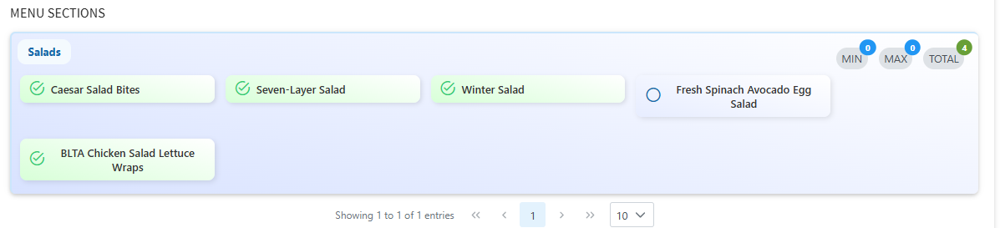 MENU SECTIONS
Salads
MIN 0 MAX 0 TOTAL 4
Caesar Salad Bites
Seven-Layer Salad
Winter Salad
Fresh Spinach Avocado Egg
Salad
BLTA Chicken Salad Lettuce
Wraps
Showing 1 to 1 of 1 entries « ‹ 1 › » 10